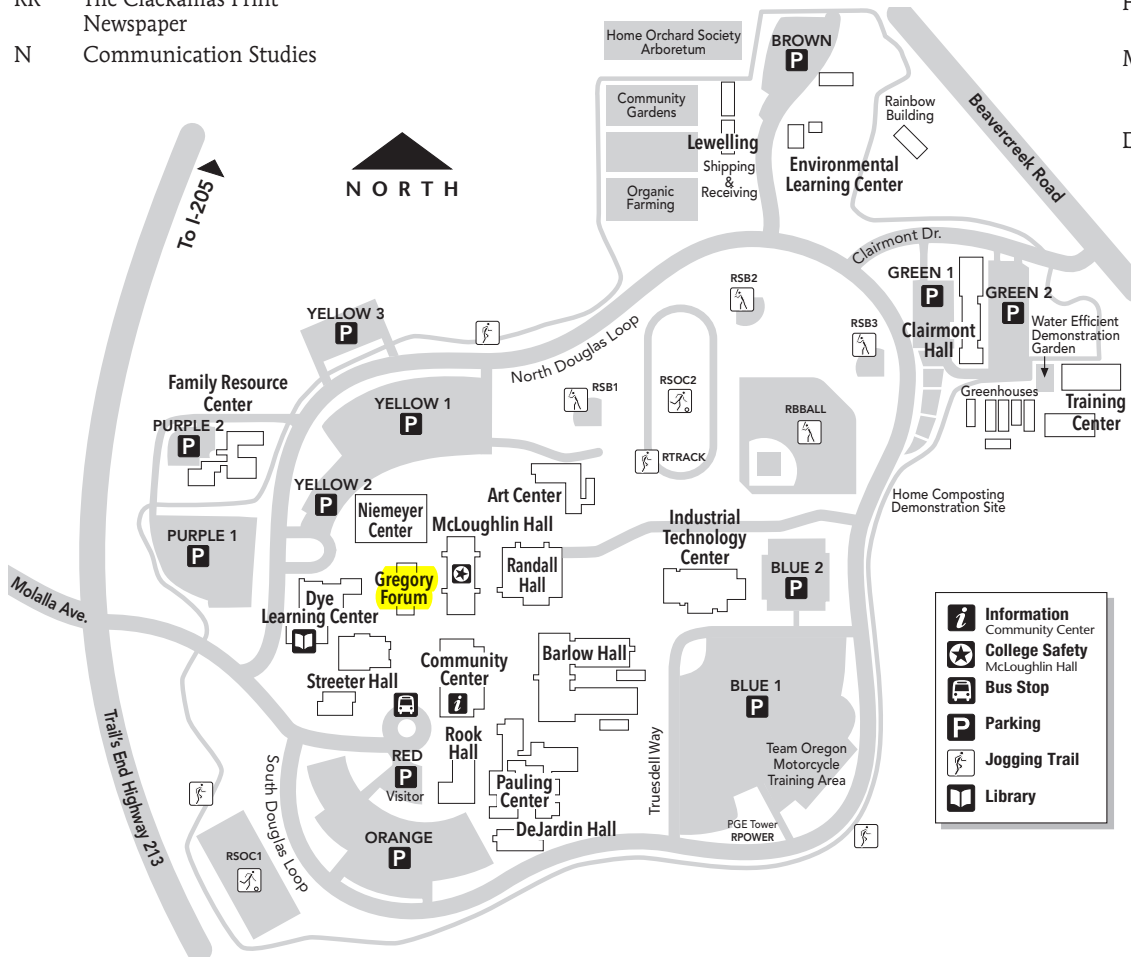 RR The Clackamas Print
Newspaper
N Communication Studies
To I-205
NORTH
Home Orchard Society
Arboretum
BROWN
P
Community
Gardens
Lewelling
Shipping
&
Receiving
Organic
Farming
Environmental
Learning Center
Rainbow
Building
Beavercreek Road
Clairmont Dr.
GREEN 1
P
GREEN 2
P
Clairmont
Hall
Water Efficient
Demonstration
Garden
Greenhouses
Training
Center
Home Composting
Demonstration Site
YELLOW 3
P
North Douglas Loop
RSB2
RSB3
RSB1
RSOC2
RBBALL
RTRACK
Family Resource
Center
PURPLE 2
P
YELLOW 1
P
YELLOW 2
P
PURPLE 1
P
Niemeyer
Center
Art Center
McLoughlin Hall
Randall
Hall
Industrial
Technology
Center
BLUE 2
P
Gregory
Forum
Dye
Learning Center
Molalla Ave.
Streeter Hall
Community
Center
i
Barlow Hall
BLUE 1
P
Team Oregon
Motorcycle
Training Area
Truesdell Way
PGE Tower
RPOWER
Rook
Hall
RED
P
Visitor
Pauling
Center
DeJardin Hall
ORANGE
P
South Douglas Loop
RSOC1
Trail's End Highway 213
i Information
Community Center
College Safety
McLoughlin Hall
Bus Stop
P Parking
Jogging Trail
Library